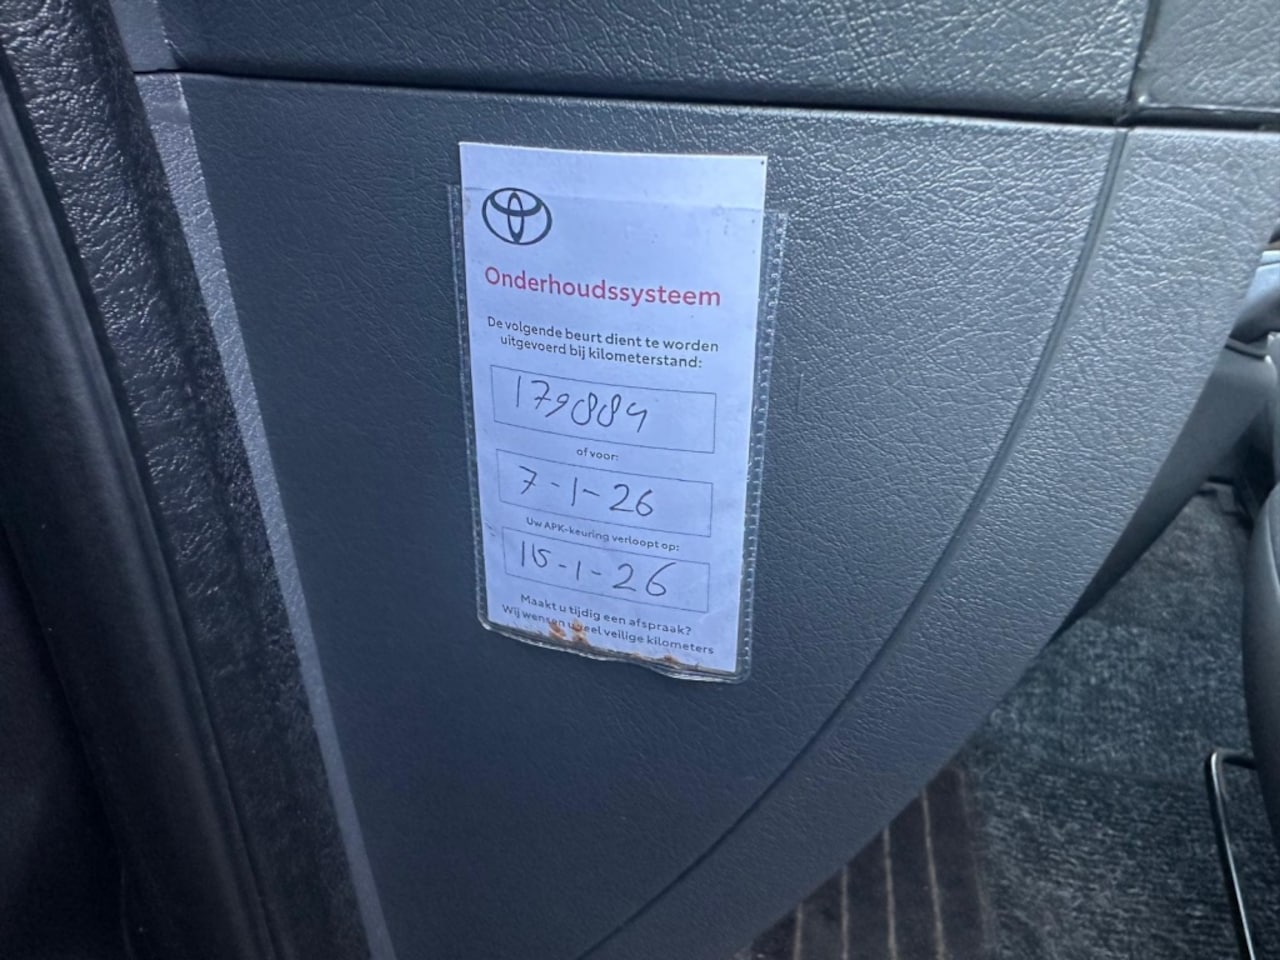 Onderhoudssysteem
De volgende beurt dient te worden
uitgevoerd bij kilometerstand:
179884
of voor:
7-1-26
Uw APK-keuring verloopt op:
15-1-26
Maakt u tijdig een afspraak?
Wij wensen u veel veilige kilometers